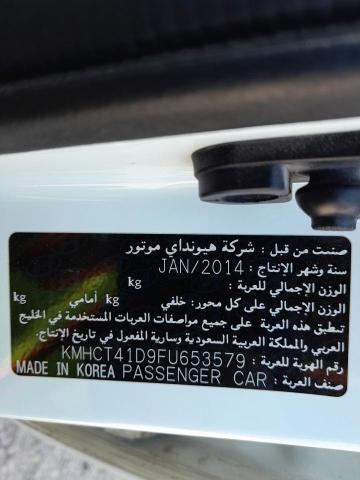 صنعت من قبل : شركة هيونداي موتور
سنة وشهر الإنتاج : JAN/2014
الوزن الإجمالي للعربة : kg
الوزن الإجمالي على كل محور: خلفي kg أمامي kg
تنطبق هذه العربة على جميع مواصفات العربات المستخدمة في الخليج
العربي والمملكة العربية السعودية وسارية المفعول في تاريخ الإنتاج.
رقم الهوية للعربة : KMHCT41D9FU653579
صنف العربة : PASSENGER CAR MADE IN KOREA